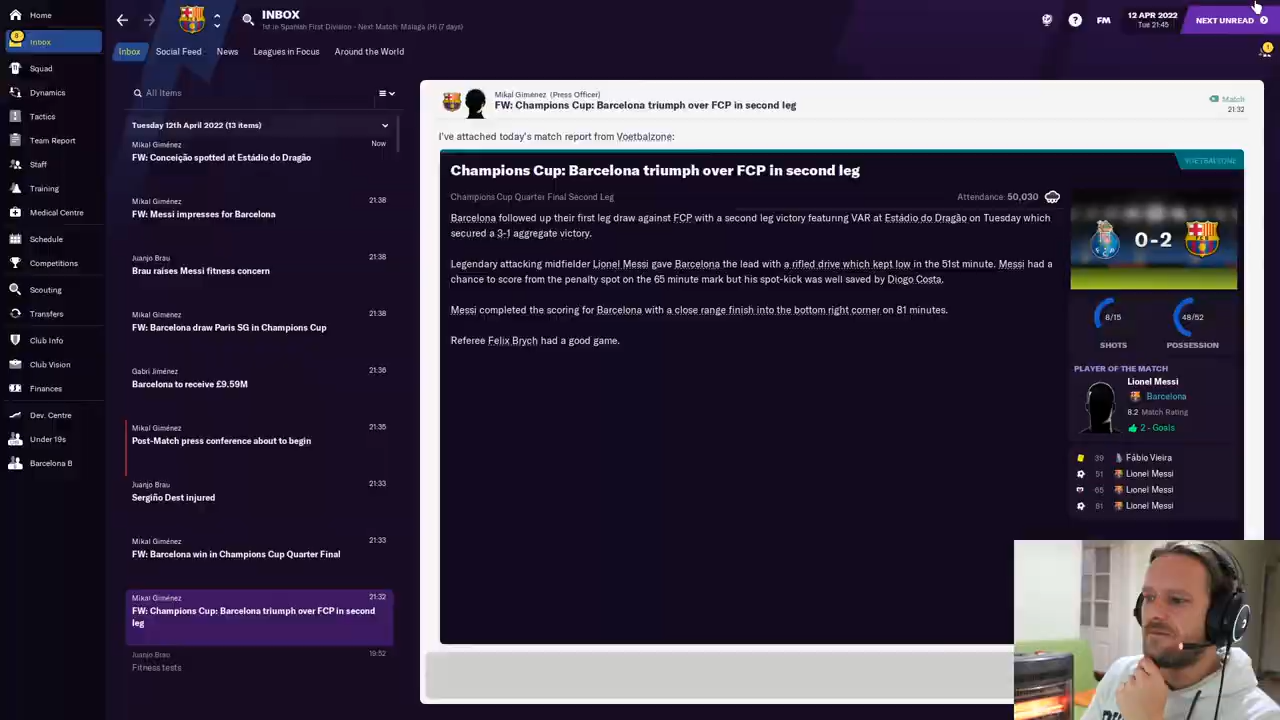 Home
INBOX
1st in Spanish First Division - Next Match: Málaga (H) (7 days)
FM
12 APR 2022
Tue 21:45
NEXT UNREAD
8
Inbox
Inbox
Social Feed
News
Leagues in Focus
Around the World
Squad
Dynamics
Tactics
Team Report
Staff
Training
Medical Centre
Schedule
Competitions
Scouting
Transfers
Club Info
Club Vision
Finances
Dev. Centre
Under 19s
Barcelona B
All Items
Tuesday 12th April 2022 (13 items)
Mikal Giménez
Now
FW: Conceição spotted at Estádio do Dragão
Mikal Giménez
21:38
FW: Messi impresses for Barcelona
Juanjo Brau
21:38
Brau raises Messi fitness concern
Mikal Giménez
21:38
FW: Barcelona draw Paris SG in Champions Cup
Gabri Jiménez
21:36
Barcelona to receive £9.59M
Mikal Giménez
21:35
Post-Match press conference about to begin
Juanjo Brau
21:33
Sergiño Dest injured
Mikal Giménez
21:33
FW: Barcelona win in Champions Cup Quarter Final
Mikal Giménez
21:32
FW: Champions Cup: Barcelona triumph over FCP in second
leg
Juanjo Brau
19:52
Fitness tests
Mikal Giménez (Press Officer)
FW: Champions Cup: Barcelona triumph over FCP in second leg
Match
21:32
I've attached today's match report from Voetbalzone:
VOETBALZONE
Champions Cup: Barcelona triumph over FCP in second leg
Champions Cup Quarter Final Second Leg
Attendance: 50,030
Barcelona followed up their first leg draw against FCP with a second leg victory featuring VAR at Estádio do Dragão on Tuesday which
secured a 3-1 aggregate victory.
Legendary attacking midfielder Lionel Messi gave Barcelona the lead with a rifled drive which kept low in the 51st minute. Messi had a
chance to score from the penalty spot on the 65 minute mark but his spot-kick was well saved by Diogo Costa.
Messi completed the scoring for Barcelona with a close range finish into the bottom right corner on 81 minutes.
Referee Felix Brych had a good game.
0-2
8/15
SHOTS
48/52
POSSESSION
PLAYER OF THE MATCH
Lionel Messi
Barcelona
8.2 Match Rating
2 - Goals
39 Fábio Vieira
51 Lionel Messi
65 Lionel Messi
81 Lionel Messi